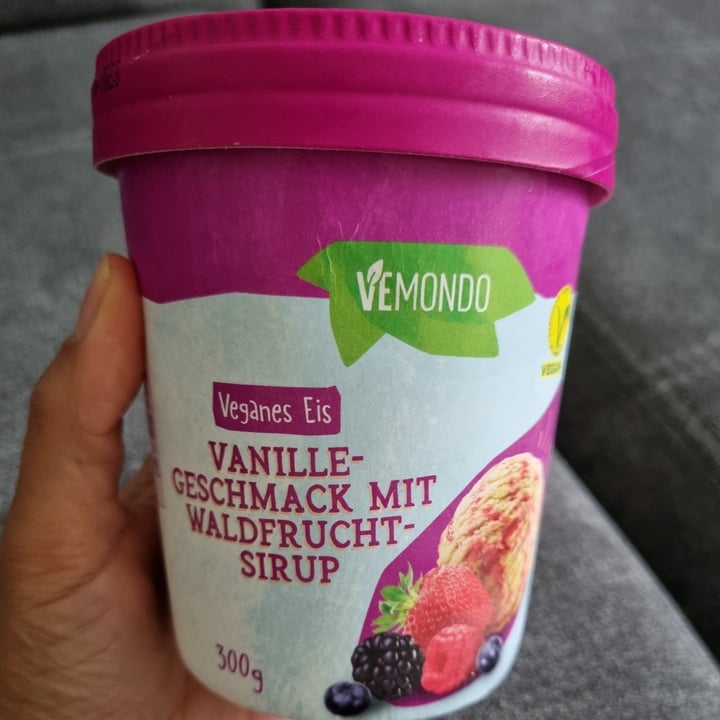 VEMONDO
VEGAN
Veganes Eis
VANILLE-
GESCHMACK MIT
WALDFRUCHT-
SIRUP
300g